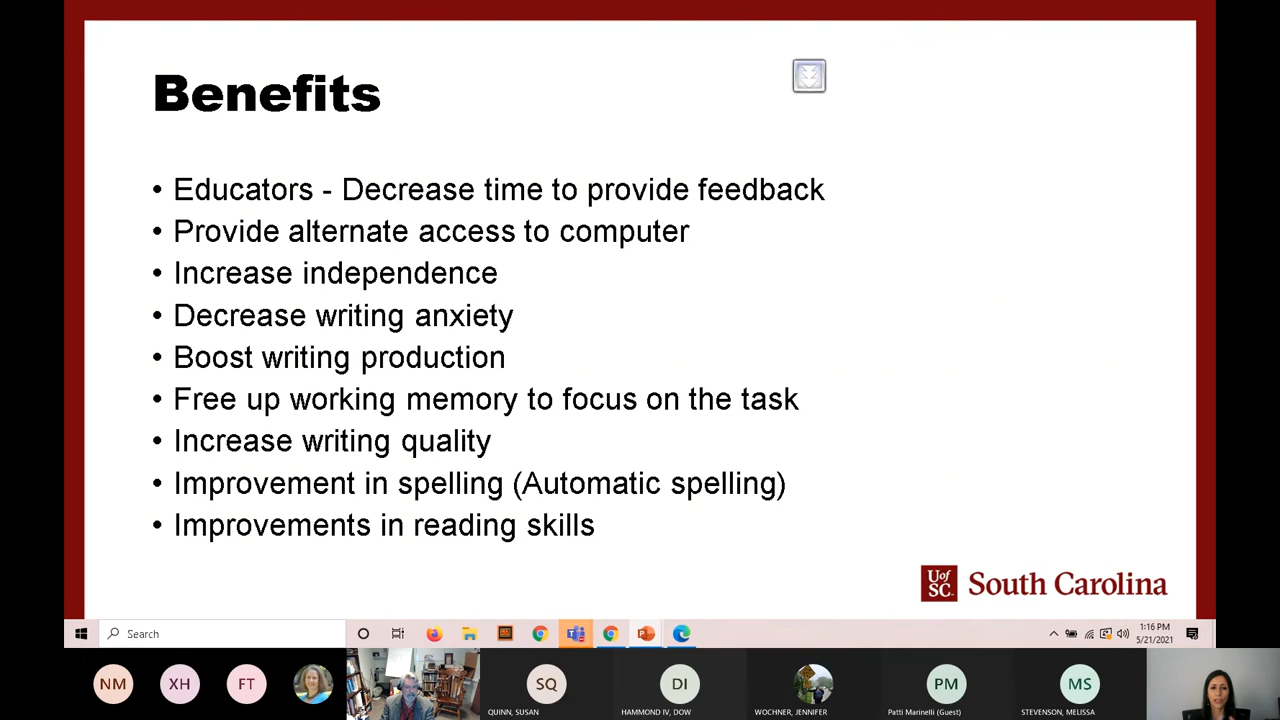 Benefits
• Educators - Decrease time to provide feedback
• Provide alternate access to computer
• Increase independence
• Decrease writing anxiety
• Boost writing production
• Free up working memory to focus on the task
• Increase writing quality
• Improvement in spelling (Automatic spelling)
• Improvements in reading skills
UofSC South Carolina
Search
1:16 PM
5/21/2021
NM
XH
FT
SQ
DI
PM
MS
QUINN, SUSAN
HAMMOND IV, DOW
WOCHNER, JENNIFER
Patti Marinelli (Guest)
STEVENSON, MELISSA